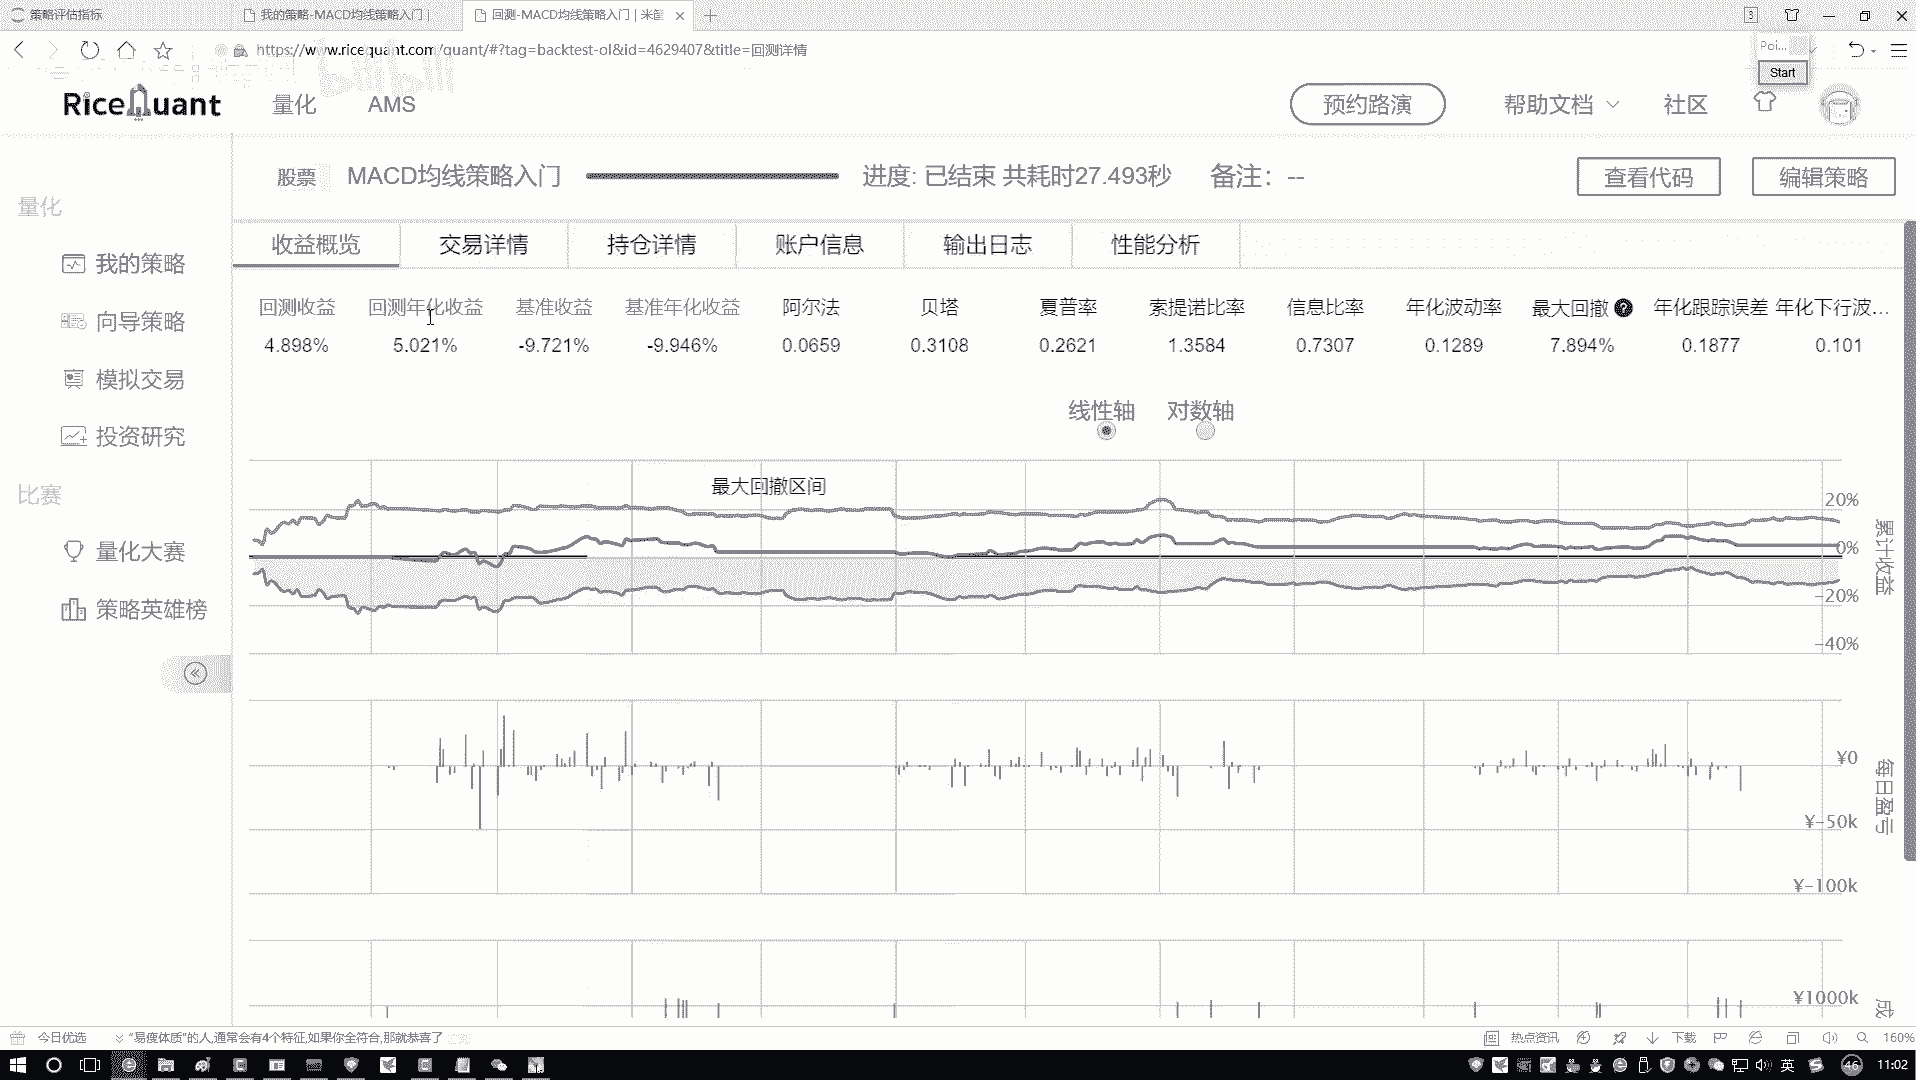 策略评估指标
我的策略-MACD均线策略入门 |
回测-MACD均线策略入门 | 米筐
3
https://www.ricequant.com/quant/#?tag=backtest-ol&id=4629407&title=回测详情
Poi...
Start
bilibili
RiceQuant
量化
AMS
预约路演
帮助文档
社区
股票
MACD均线策略入门
进度: 已结束 共耗时27.493秒
备注：--
查看代码
编辑策略
量化
我的策略
向导策略
模拟交易
投资研究
比赛
量化大赛
策略英雄榜
收益概览
交易详情
持仓详情
账户信息
输出日志
性能分析
回测收益 回测年化收益 基准收益 基准年化收益 阿尔法 贝塔 夏普率 索提诺比率 信息比率 年化波动率 最大回撤 年化跟踪误差 年化下行波...
4.898% 5.021% -9.721% -9.946% 0.0659 0.3108 0.2621 1.3584 0.7307 0.1289 7.894% 0.1877 0.101
线性轴 对数轴
最大回撤区间
20%
0%
-20%
-40%
累计收益
¥0
¥-50k
¥-100k
每日盈亏
¥1000k
成
今日优选
“易瘦体质”的人,通常会有4个特征,如果你全符合,那就恭喜了
热点资讯
下载
160%
英
46
11:02